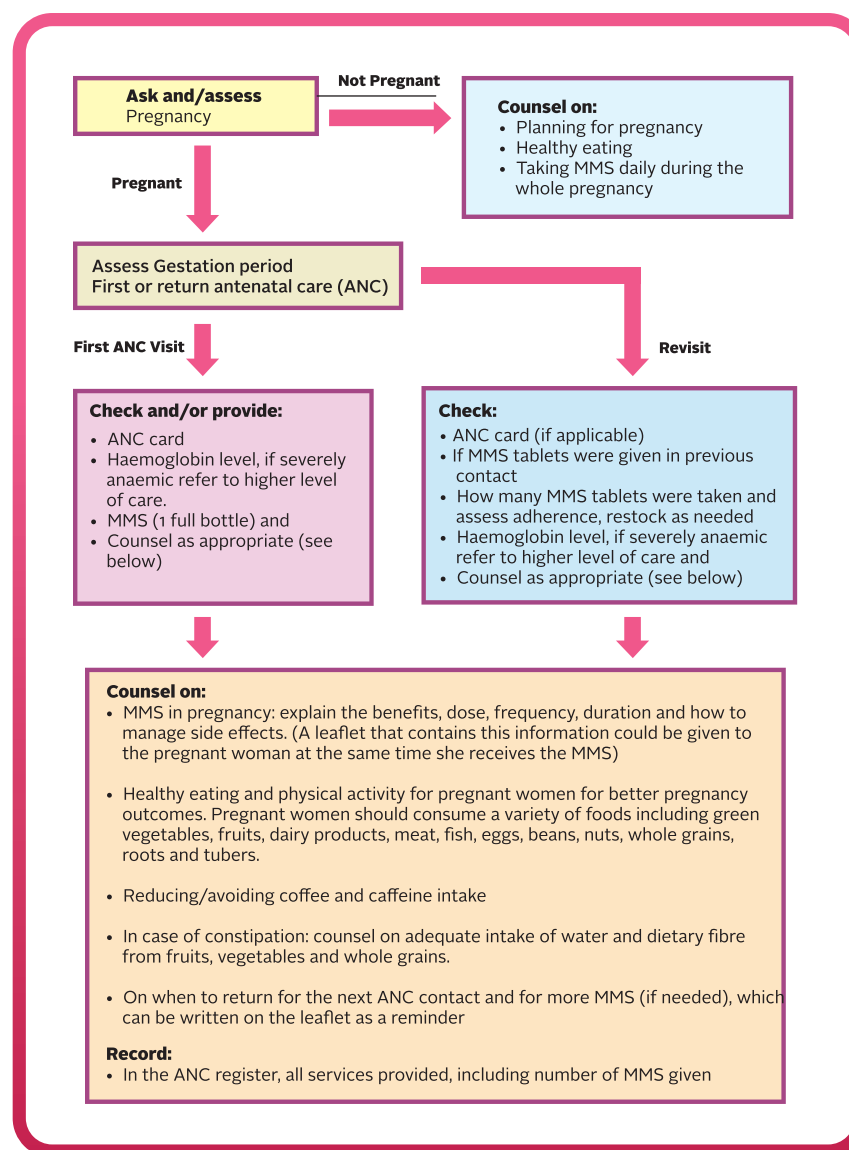 Ask and/assess
Pregnancy
Not Pregnant
Counsel on:
• Planning for pregnancy
• Healthy eating
• Taking MMS daily during the
whole pregnancy
Pregnant
Assess Gestation period
First or return antenatal care (ANC)
First ANC Visit
Revisit
Check and/or provide:
• ANC card
• Haemoglobin level, if severely
anaemic refer to higher level
of care.
• MMS (1 full bottle) and
• Counsel as appropriate (see
below)
Check:
• ANC card (if applicable)
• If MMS tablets were given in previous
contact
• How many MMS tablets were taken and
assess adherence, restock as needed
• Haemoglobin level, if severely anaemic
refer to higher level of care and
• Counsel as appropriate (see below)
Counsel on:
• MMS in pregnancy: explain the benefits, dose, frequency, duration and how to
manage side effects. (A leaflet that contains this information could be given to
the pregnant woman at the same time she receives the MMS)
• Healthy eating and physical activity for pregnant women for better pregnancy
outcomes. Pregnant women should consume a variety of foods including green
vegetables, fruits, dairy products, meat, fish, eggs, beans, nuts, whole grains,
roots and tubers.
• Reducing/avoiding coffee and caffeine intake
• In case of constipation: counsel on adequate intake of water and dietary fibre
from fruits, vegetables and whole grains.
• On when to return for the next ANC contact and for more MMS (if needed), which
can be written on the leaflet as a reminder
Record:
• In the ANC register, all services provided, including number of MMS given